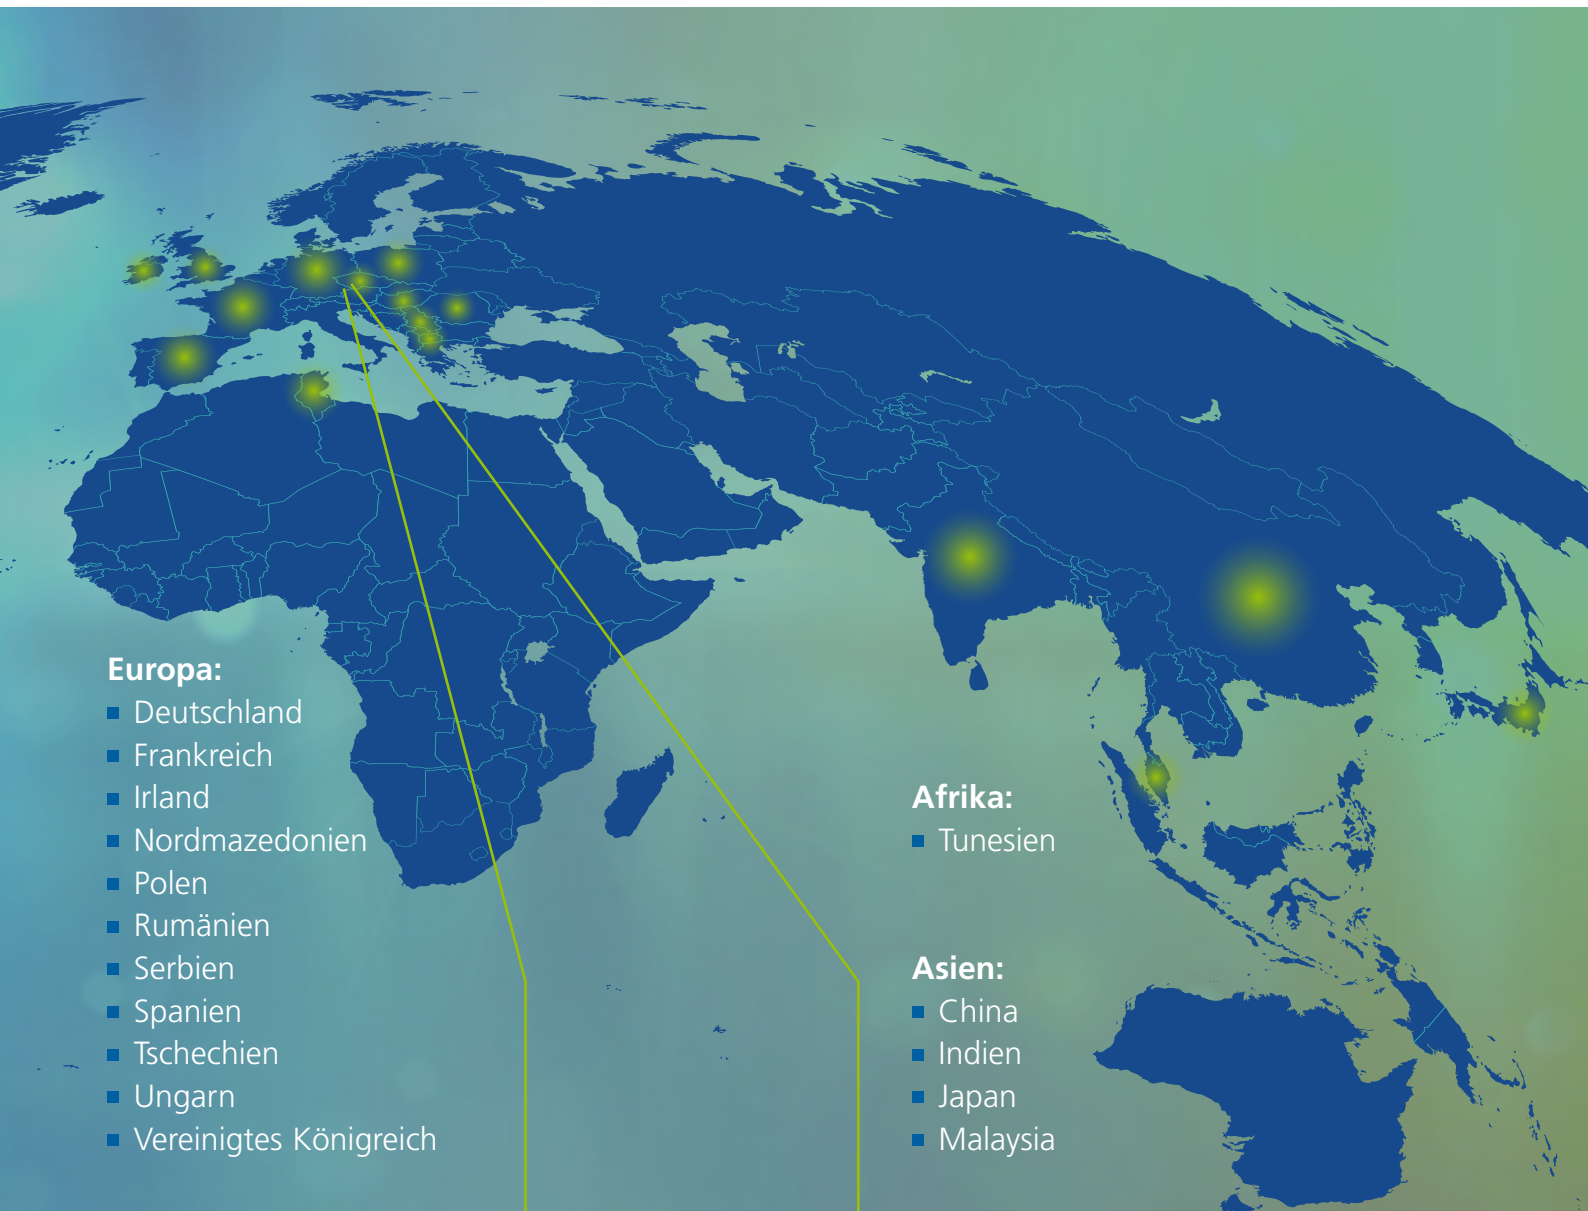 Europa:
Deutschland
Frankreich
Irland
Nordmazedonien
Polen
Rumänien
Serbien
Spanien
Tschechien
Ungarn
Vereinigtes Königreich
Afrika:
Tunesien
Asien:
China
Indien
Japan
Malaysia